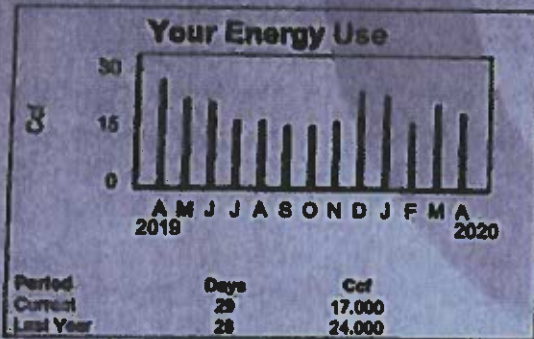 Your Energy Use
Ccf
30
15
0
A M J J A S O N D J F M A
2019 2020
Period Days Ccf
Current 29 17.000
Last Year 28 24.000